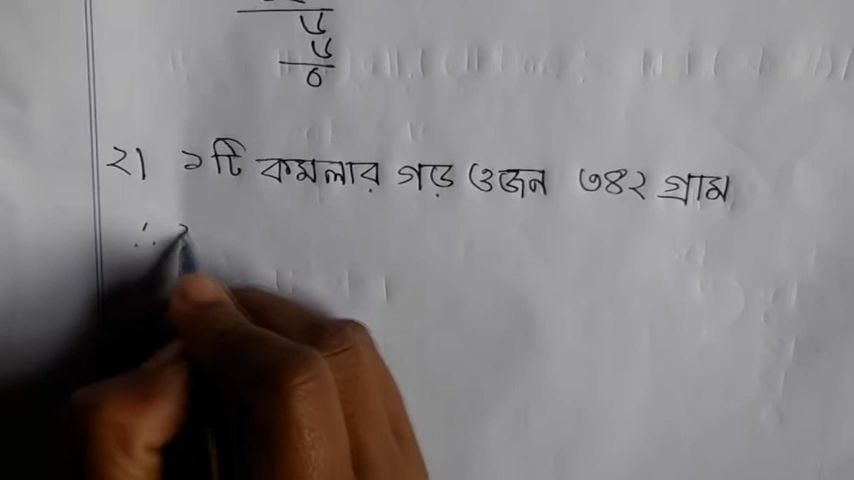 ৬
৬
০
২। ১টি কমলার গড় ওজন ৩৪২ গ্রাম
∴